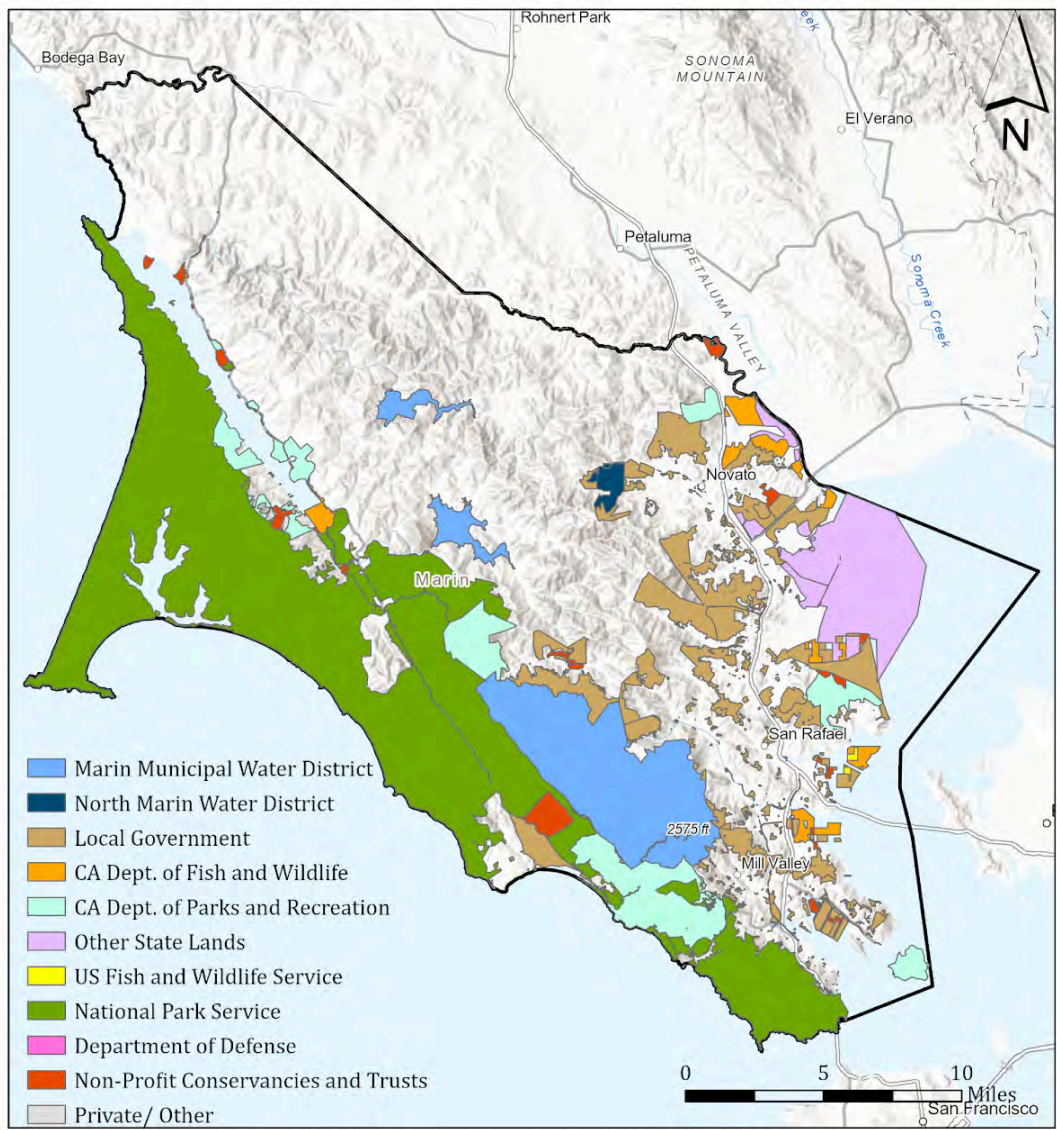 Rohnert Park
Creek
Bodega Bay
SONOMA
MOUNTAIN
El Verano
N
Petaluma
PETALUMA VALLEY
Sonoma Creek
Novato
Marin
San Rafael
2575 ft
Mill Valley
Marin Municipal Water District
North Marin Water District
Local Government
CA Dept. of Fish and Wildlife
CA Dept. of Parks and Recreation
Other State Lands
US Fish and Wildlife Service
National Park Service
Department of Defense
Non-Profit Conservancies and Trusts
Private/ Other
0 5 10
Miles
San Francisco